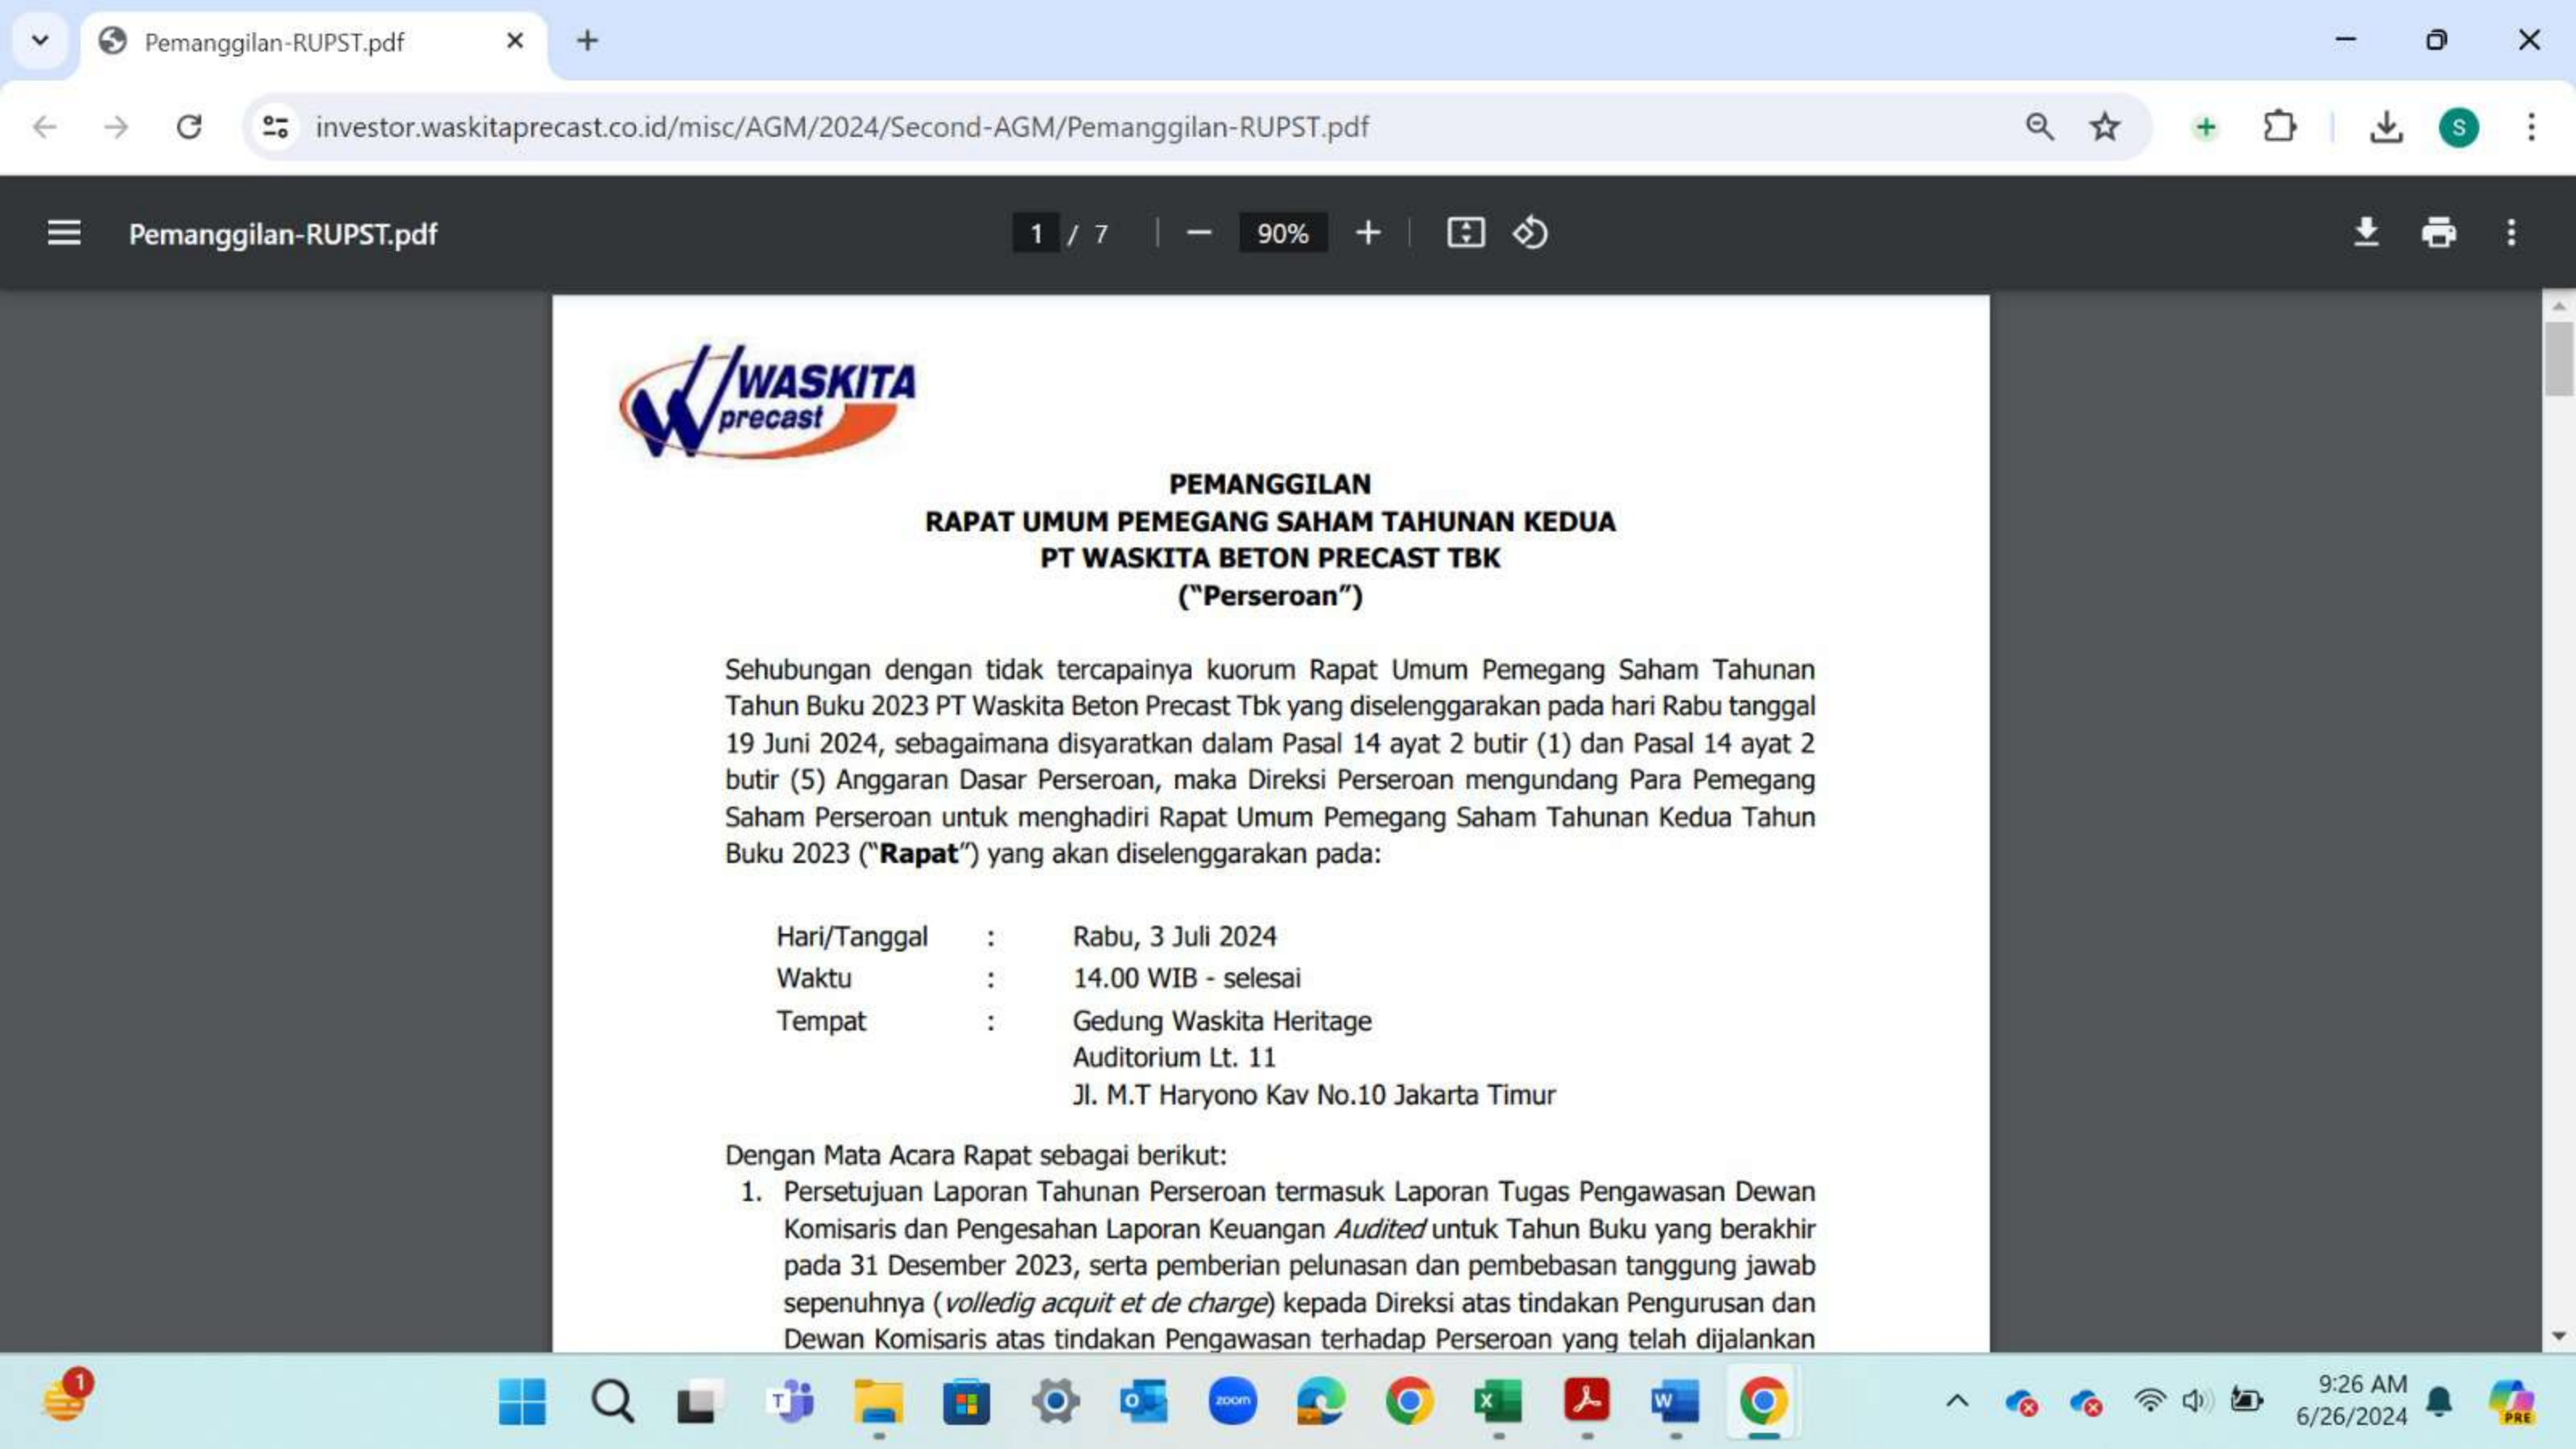 Pemanggilan-RUPST.pdf
investor.waskitaprecast.co.id/misc/AGM/2024/Second-AGM/Pemanggilan-RUPST.pdf
S
Pemanggilan-RUPST.pdf
1 / 7
90%
WASKITA
precast
PEMANGGILAN
RAPAT UMUM PEMEGANG SAHAM TAHUNAN KEDUA
PT WASKITA BETON PRECAST TBK
("Perseroan")
Sehubungan dengan tidak tercapainya kuorum Rapat Umum Pemegang Saham Tahunan
Tahun Buku 2023 PT Waskita Beton Precast Tbk yang diselenggarakan pada hari Rabu tanggal
19 Juni 2024, sebagaimana disyaratkan dalam Pasal 14 ayat 2 butir (1) dan Pasal 14 ayat 2
butir (5) Anggaran Dasar Perseroan, maka Direksi Perseroan mengundang Para Pemegang
Saham Perseroan untuk menghadiri Rapat Umum Pemegang Saham Tahunan Kedua Tahun
Buku 2023 ("Rapat") yang akan diselenggarakan pada:
Hari/Tanggal : Rabu, 3 Juli 2024
Waktu : 14.00 WIB - selesai
Tempat : Gedung Waskita Heritage
Auditorium Lt. 11
Jl. M.T Haryono Kav No.10 Jakarta Timur
Dengan Mata Acara Rapat sebagai berikut:
1. Persetujuan Laporan Tahunan Perseroan termasuk Laporan Tugas Pengawasan Dewan
Komisaris dan Pengesahan Laporan Keuangan Audited untuk Tahun Buku yang berakhir
pada 31 Desember 2023, serta pemberian pelunasan dan pembebasan tanggung jawab
sepenuhnya (volledig acquit et de charge) kepada Direksi atas tindakan Pengurusan dan
Dewan Komisaris atas tindakan Pengawasan terhadap Perseroan yang telah dijalankan
1
T
O
zoom
X
W
9:26 AM
6/26/2024
PRE